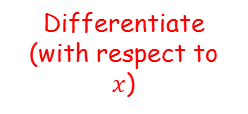 Differentiate
(with respect to
𝑥)